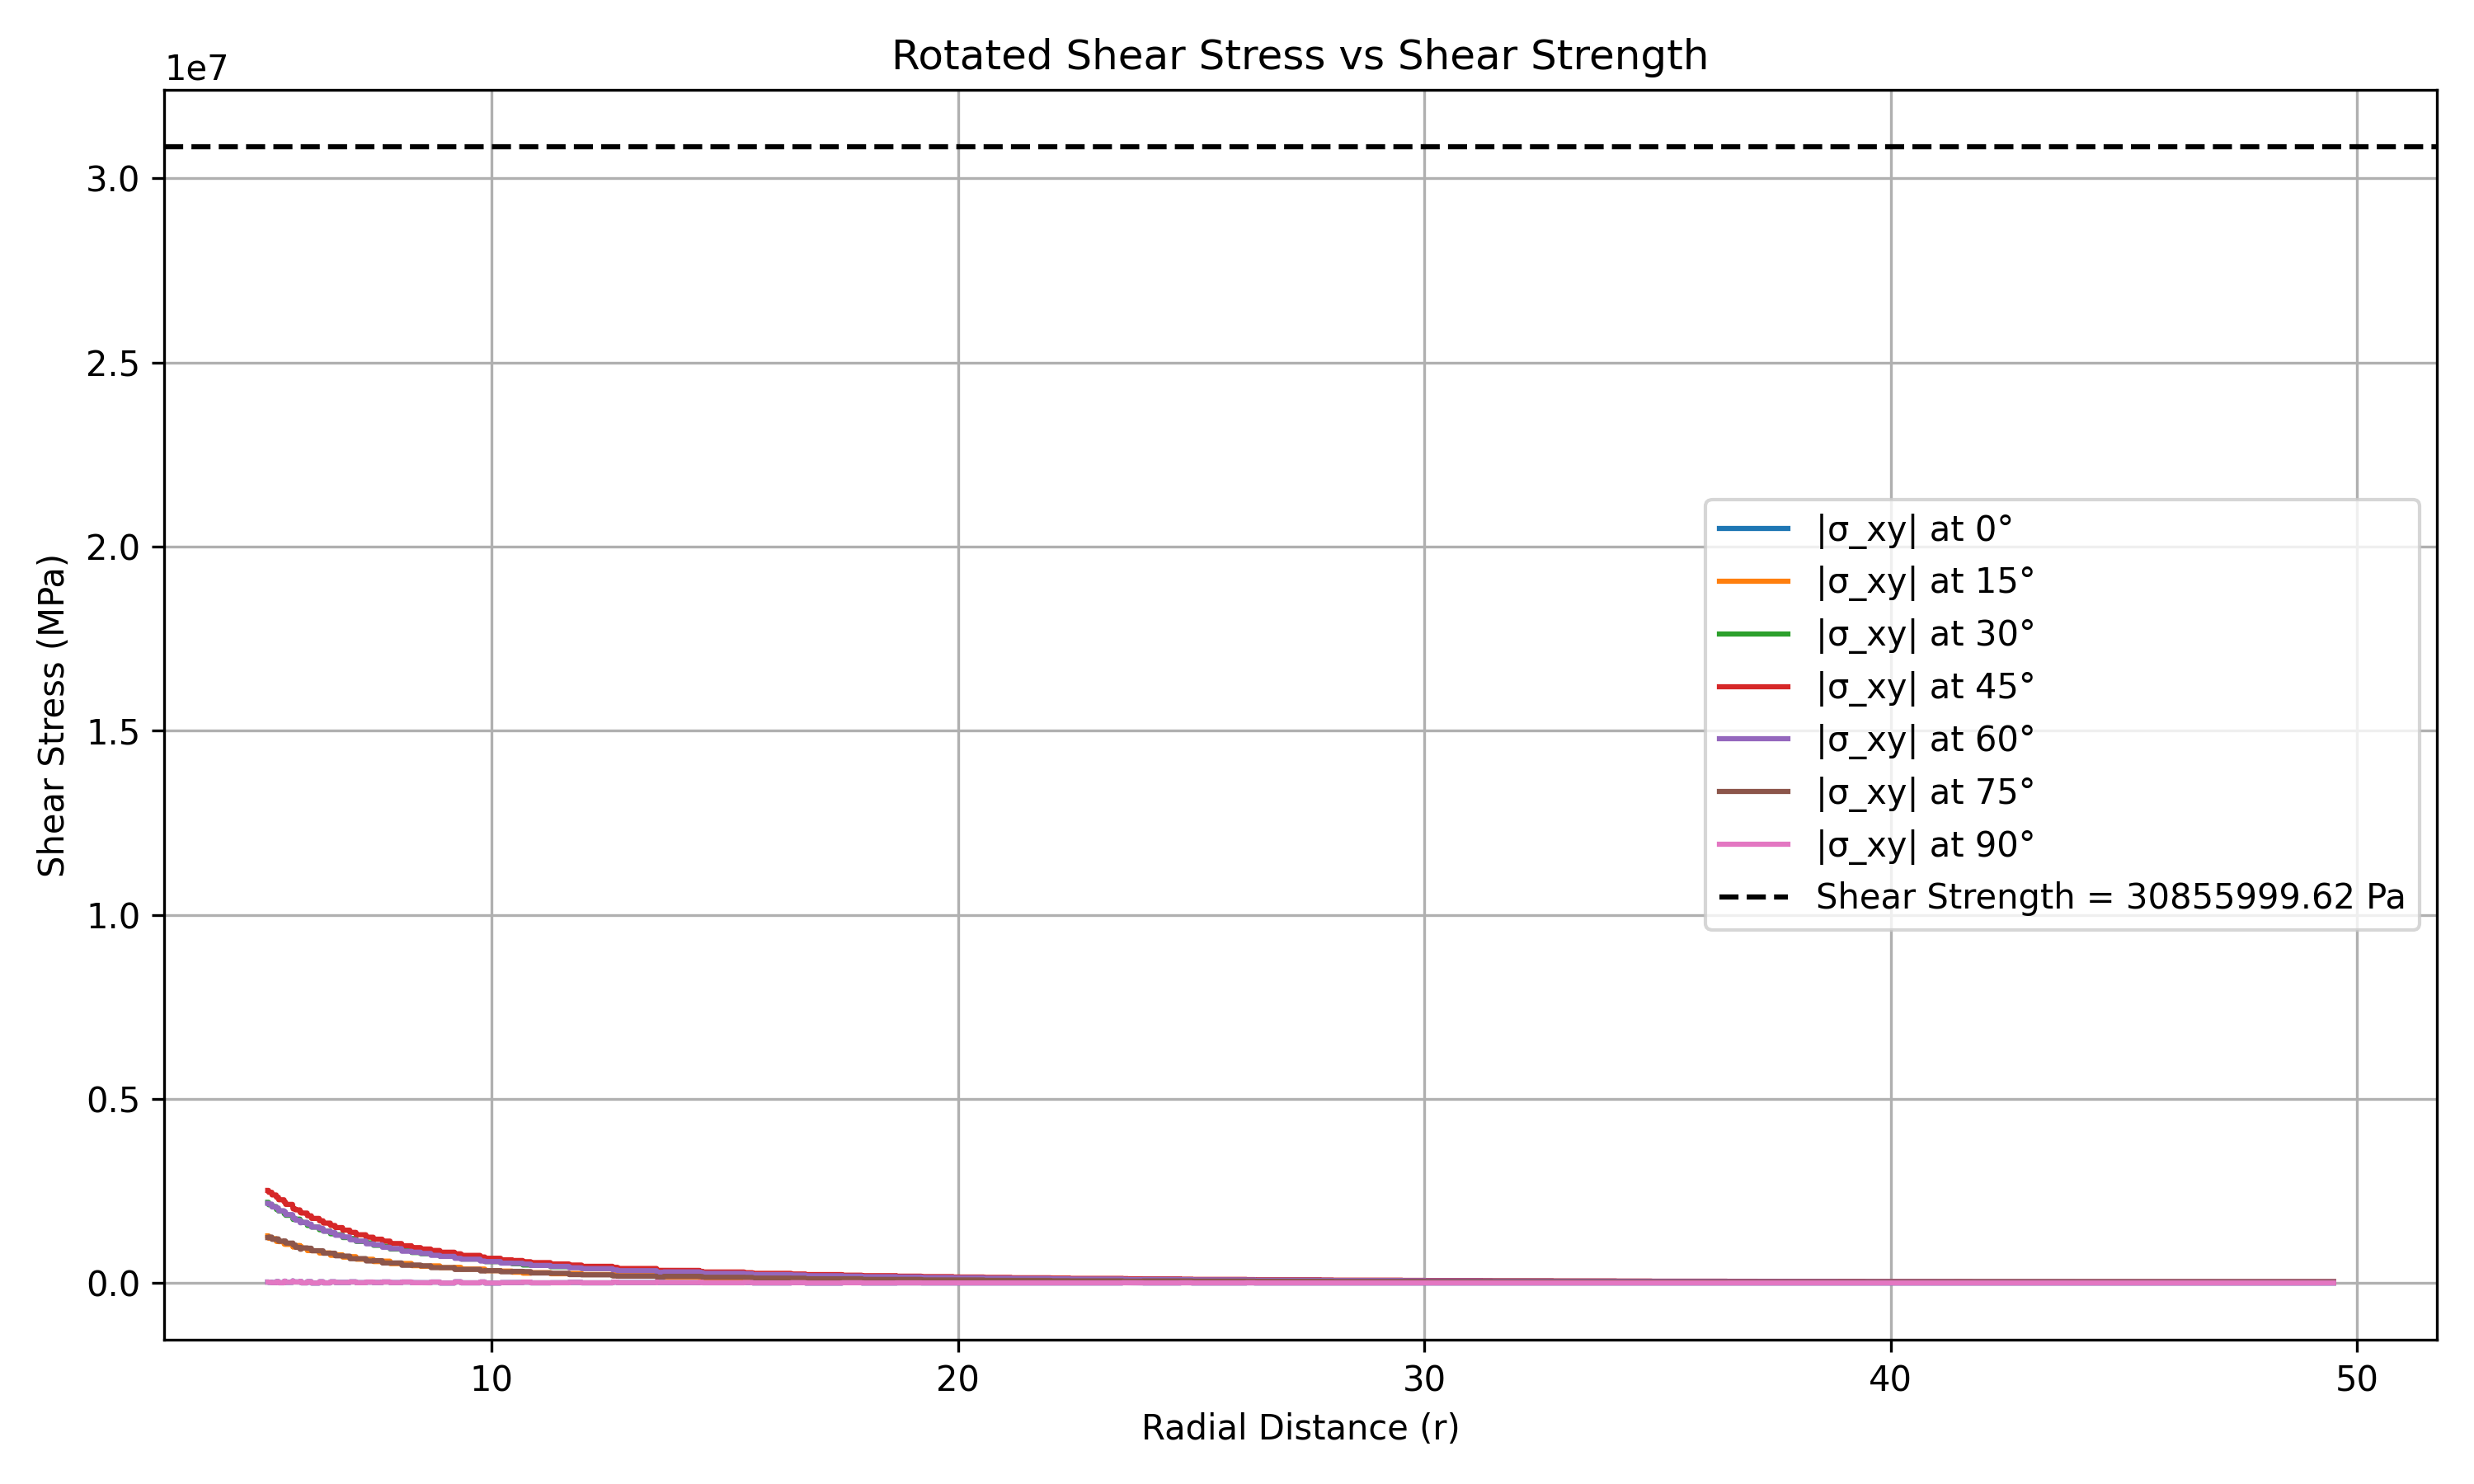 Rotated Shear Stress vs Shear Strength
1e7
3.0
2.5
2.0
1.5
1.0
0.5
0.0
Shear Stress (MPa)
|σ_xy| at 0°
|σ_xy| at 15°
|σ_xy| at 30°
|σ_xy| at 45°
|σ_xy| at 60°
|σ_xy| at 75°
|σ_xy| at 90°
Shear Strength = 30855999.62 Pa
10 20 30 40 50
Radial Distance (r)